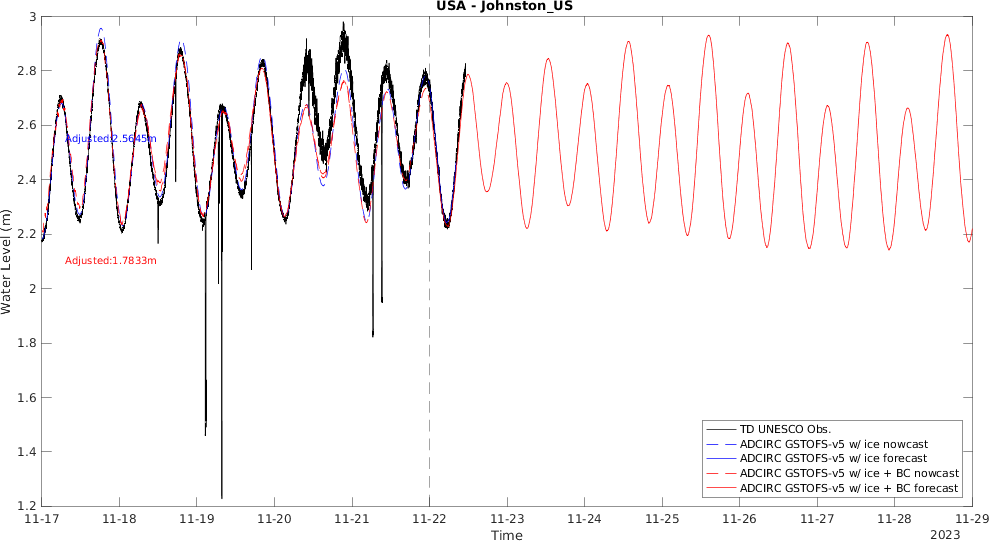 USA - Johnston_US
3
2.8
2.6
2.4
2.2
2
1.8
1.6
1.4
1.2
Water Level (m)
Adjusted:2.5645m
Adjusted:1.7833m
TD UNESCO Obs.
ADCIRC GSTOFS-v5 w/ ice nowcast
ADCIRC GSTOFS-v5 w/ ice forecast
ADCIRC GSTOFS-v5 w/ ice + BC nowcast
ADCIRC GSTOFS-v5 w/ ice + BC forecast
11-17 11-18 11-19 11-20 11-21 11-22 11-23 11-24 11-25 11-26 11-27 11-28 11-29
Time
2023